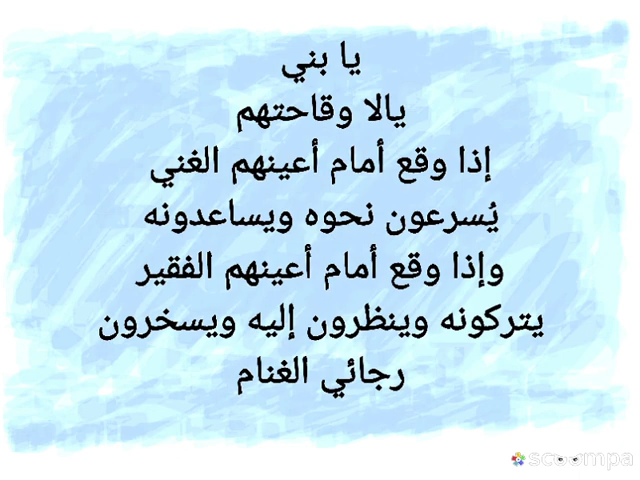 يا بني
يالا وقاحتهم
إذا وقع أمام أعينهم الغني
يُسرعون نحوه ويساعدونه
وإذا وقع أمام أعينهم الفقير
يتركونه وينظرون إليه ويسخرون
رجائي الغنام
scoompa